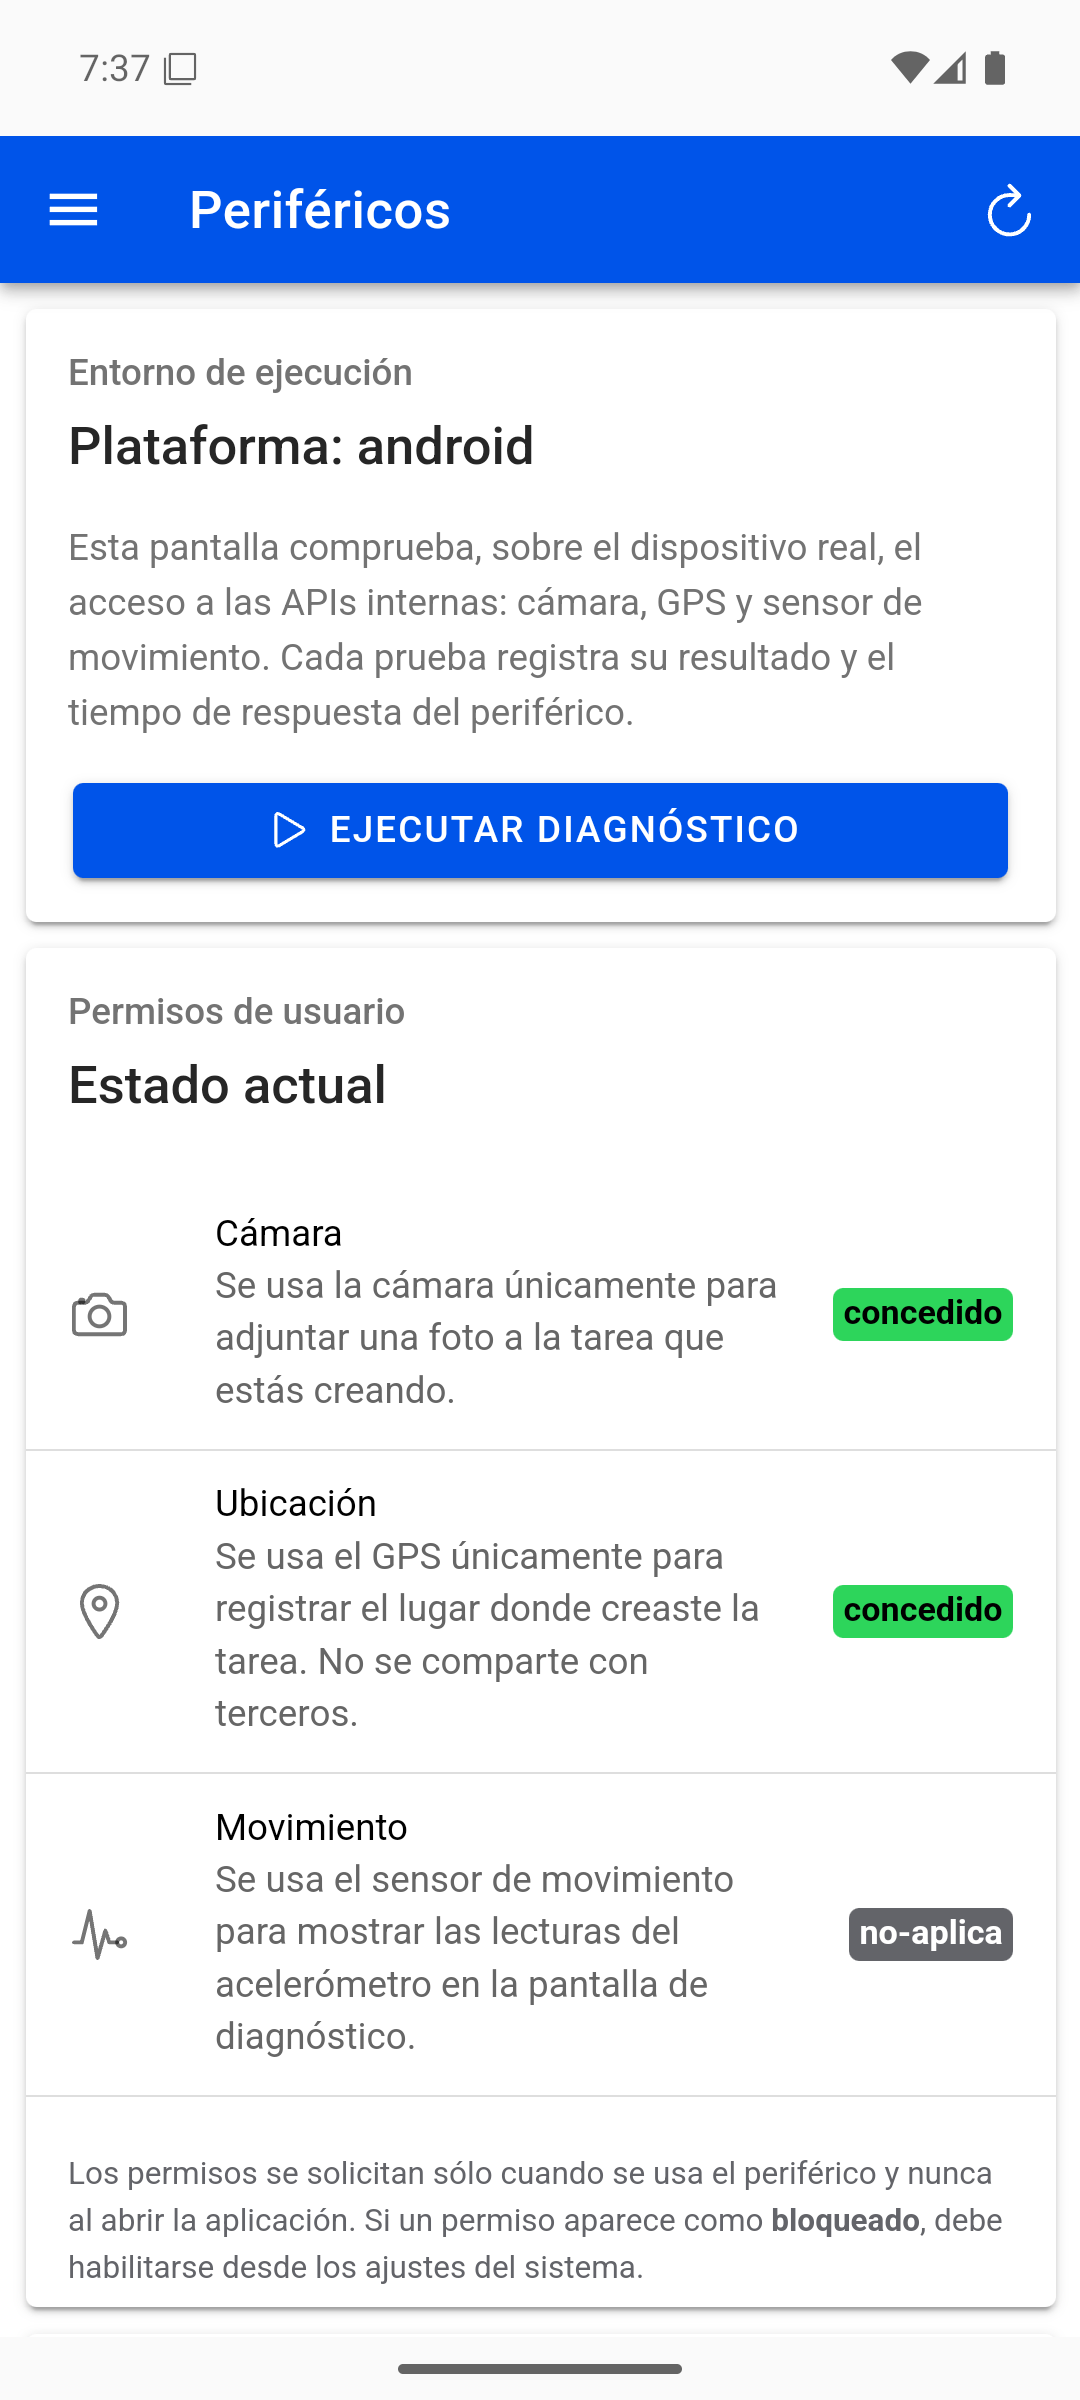 7:37
Periféricos
Entorno de ejecución
Plataforma: android
Esta pantalla comprueba, sobre el dispositivo real, el
acceso a las APIs internas: cámara, GPS y sensor de
movimiento. Cada prueba registra su resultado y el
tiempo de respuesta del periférico.
EJECUTAR DIAGNÓSTICO
Permisos de usuario
Estado actual
Cámara
Se usa la cámara únicamente para
adjuntar una foto a la tarea que
estás creando.
concedido
Ubicación
Se usa el GPS únicamente para
registrar el lugar donde creaste la
tarea. No se comparte con
terceros.
concedido
Movimiento
Se usa el sensor de movimiento
para mostrar las lecturas del
acelerómetro en la pantalla de
diagnóstico.
no-aplica
Los permisos se solicitan sólo cuando se usa el periférico y nunca
al abrir la aplicación. Si un permiso aparece como bloqueado, debe
habilitarse desde los ajustes del sistema.